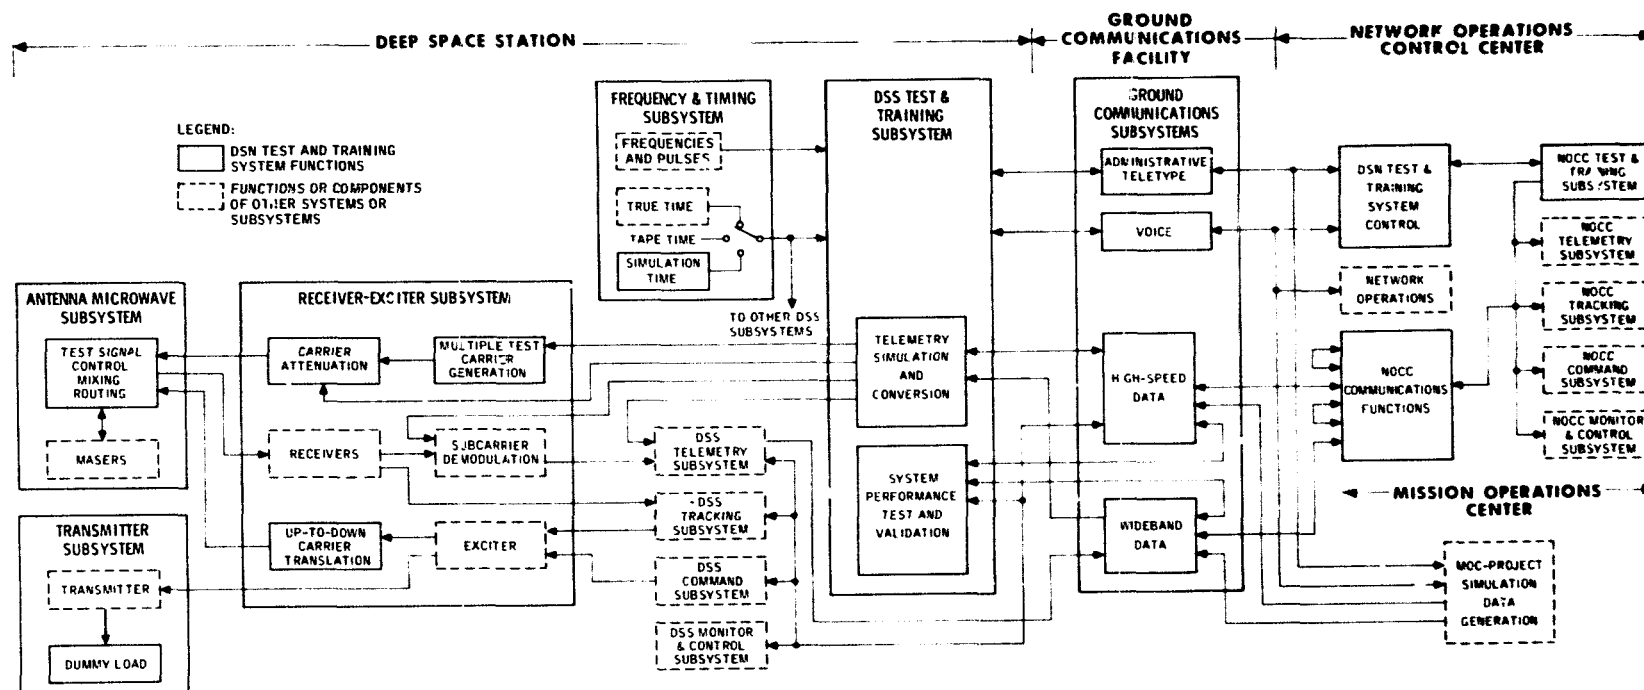 DEEP SPACE STATION
GROUND
COMMUNICATIONS
FACILITY
NETWORK OPERATIONS
CONTROL CENTER
LEGEND:
DSN TEST AND TRAINING
SYSTEM FUNCTIONS
FUNCTIONS OR COMPONENTS
OF OTHER SYSTEMS OR
SUBSYSTEMS
FREQUENCY & TIMING
SUBSYSTEM
FREQUENCIES
AND PULSES
TRUE TIME
TAPE TIME
SIMULATION
TIME
TO OTHER DSS
SUBSYSTEMS
DSS TEST &
TRAINING
SUBSYSTEM
TELEMETRY
SIMULATION
AND
CONVERSION
SYSTEM
PERFORMANCE
TEST AND
VALIDATION
GROUND
COMMUNICATIONS
SUBSYSTEMS
ADMINISTRATIVE
TELETYPE
VOICE
HIGH-SPEED
DATA
WIDEBAND
DATA
DSN TEST &
TRAINING
SYSTEM
CONTROL
NETWORK
OPERATIONS
NOCC
COMMUNICATIONS
FUNCTIONS
NOCC TEST &
TRAINING
SUBSYSTEM
NOCC
TELEMETRY
SUBSYSTEM
NOCC
TRACKING
SUBSYSTEM
NOCC
COMMAND
SUBSYSTEM
NOCC MONITOR
& CONTROL
SUBSYSTEM
MISSION OPERATIONS
CENTER
MOC-PROJECT
SIMULATION
DATA
GENERATION
ANTENNA MICROWAVE
SUBSYSTEM
TEST SIGNAL
CONTROL
MIXING
ROUTING
MASERS
TRANSMITTER
SUBSYSTEM
TRANSMITTER
DUMMY LOAD
RECEIVER-EXCITER SUBSYSTEM
CARRIER
ATTENUATION
MULTIPLE TEST
CARRIER
GENERATION
RECEIVERS
SUBCARRIER
DEMODULATION
UP-TO-DOWN
CARRIER
TRANSLATION
EXCITER
DSS
TELEMETRY
SUBSYSTEM
DSS
TRACKING
SUBSYSTEM
DSS
COMMAND
SUBSYSTEM
DSS MONITOR
& CONTROL
SUBSYSTEM